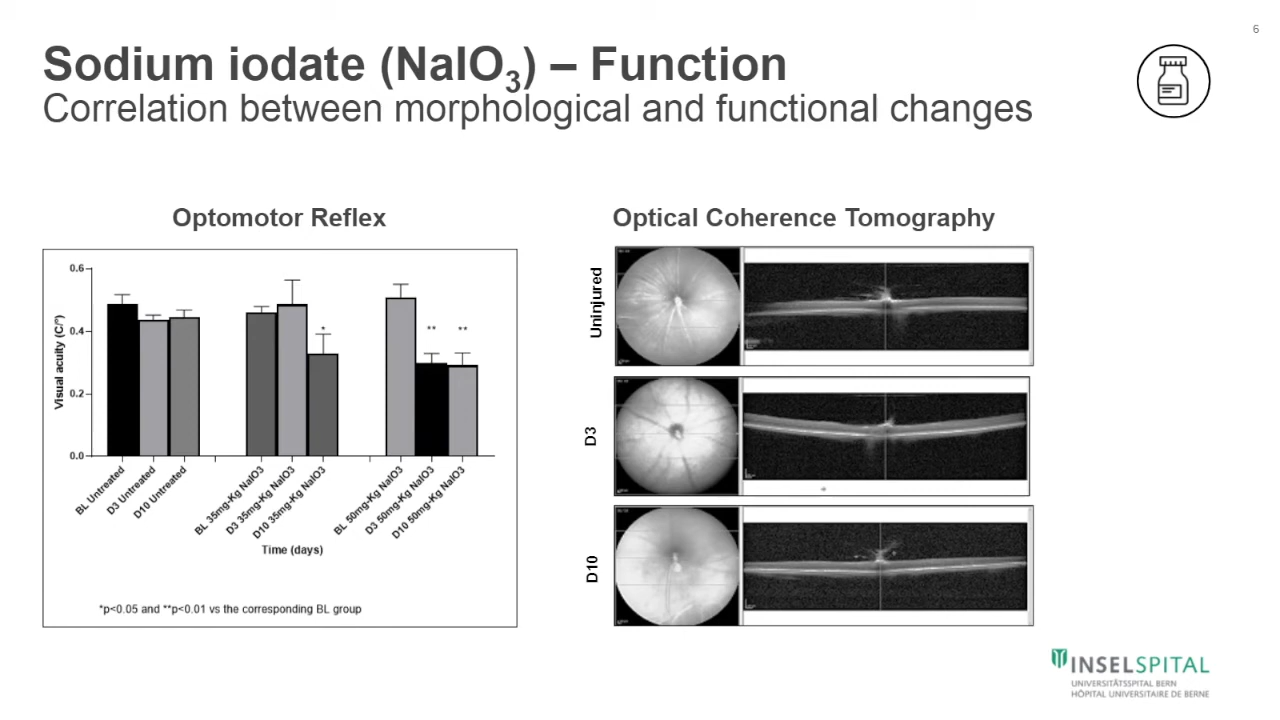 6
Sodium iodate (NaIO3) – Function
Correlation between morphological and functional changes
Optomotor Reflex
0.6
0.4
0.2
0.0
Visual acuity (C/°)
*
**
**
BL Untreated
D3 Untreated
D10 Untreated
BL 35mg-Kg NaIO3
D3 35mg-Kg NaIO3
D10 35mg-Kg NaIO3
BL 50mg-Kg NaIO3
D3 50mg-Kg NaIO3
D10 50mg-Kg NaIO3
Time (days)
*p<0.05 and **p<0.01 vs the corresponding BL group
Optical Coherence Tomography
Uninjured
D3
D10
INSELSPITAL
UNIVERSITÄTSSPITAL BERN
HÔPITAL UNIVERSITAIRE DE BERNE